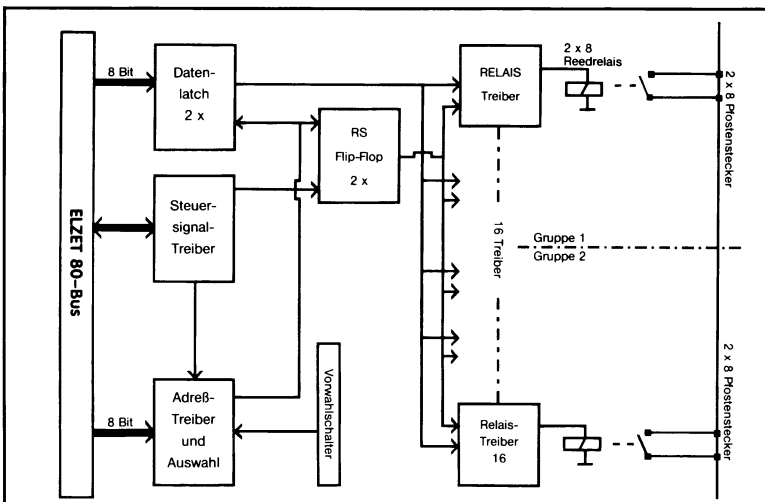 ELZET 80-Bus
8 Bit
Daten-
latch
2 x
RS
Flip-Flop
2 x
Steuer-
signal-
Treiber
8 Bit
Adreß-
Treiber
und
Auswahl
Vorwahlschalter
RELAIS
Treiber
2 x 8
Reedrelais
2 x 8 Pfostenstecker
16 Treiber
Gruppe 1
Gruppe 2
Relais-
Treiber
16
2 x 8 Pfostenstecker